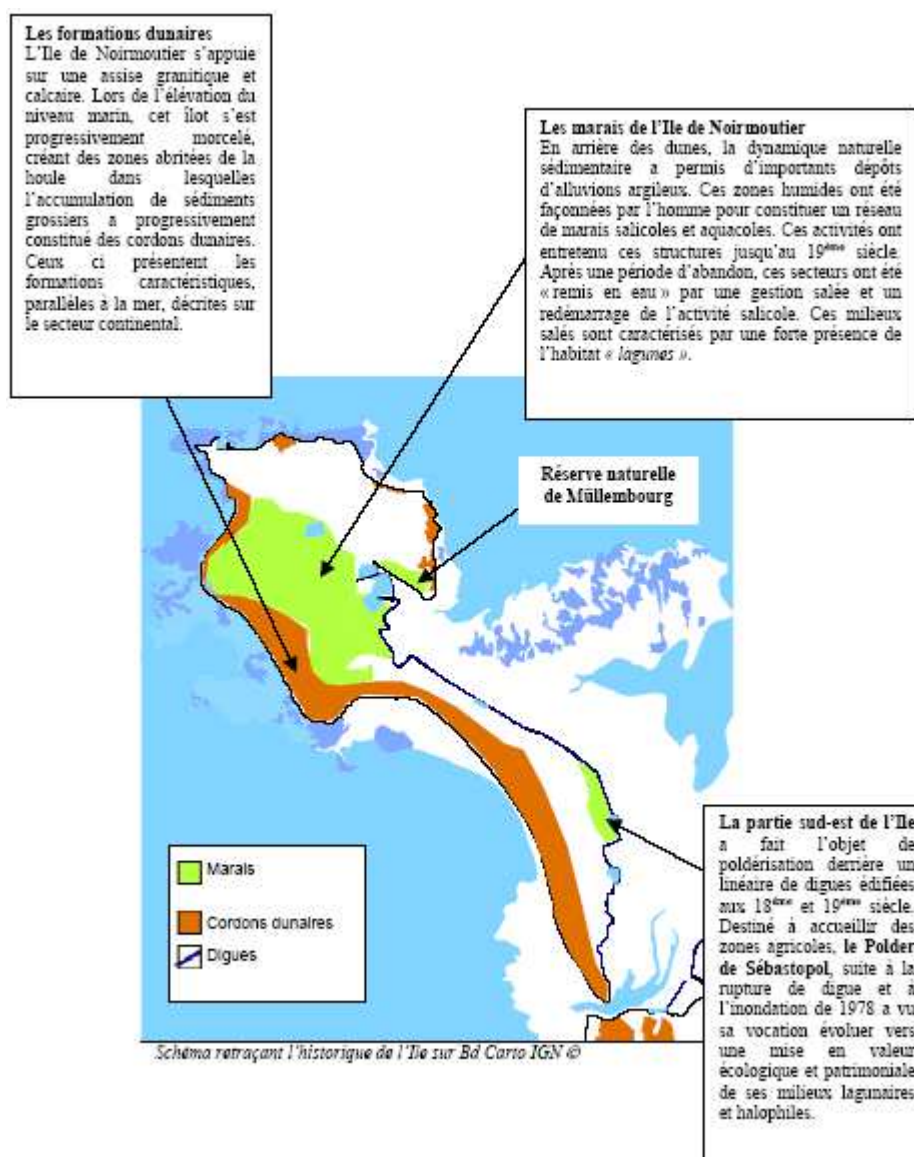 Les formations dunaires
L'Ile de Noirmoutier s'appuie
sur une assise granitique et
calcaire. Lors de l'élévation du
niveau marin, cet îlot s'est
progressivement morcelé,
créant des zones abritées de la
houle dans lesquelles
l'accumulation de sédiments
grossiers a progressivement
constitué des cordons dunaires.
Ceux ci présentent les
formations caractéristiques,
parallèles à la mer, décrites sur
le secteur continental.
Les marais de l'Ile de Noirmoutier
En arrière des dunes, la dynamique naturelle
sédimentaire a permis d'importants dépôts
d'alluvions argileux. Ces zones humides ont été
façonnées par l'homme pour constituer un réseau
de marais salicoles et aquacoles. Ces activités ont
entretenu ces structures jusqu'au 19ème siècle.
Après une période d'abandon, ces secteurs ont été
« remis en eau » par une gestion salée et un
redémarrage de l'activité salicole. Ces milieux
salés sont caractérisés par une forte présence de
l'habitat « lagunes ».
Réserve naturelle
de Müllembourg
La partie sud-est de l'Ile
a fait l'objet de
poldérisation derrière un
linéaire de digues édifiées
aux 18ème et 19ème siècle.
Destiné à accueillir des
zones agricoles, le Polder
de Sébastopol, suite à la
rupture de digue et à
l'inondation de 1978 a vu
sa vocation évoluer vers
une mise en valeur
écologique et patrimoniale
de ses milieux lagunaires
et halophiles.
Marais
Cordons dunaires
Digues
Schéma retraçant l'historique de l'Ile sur Bd Carto IGN ©